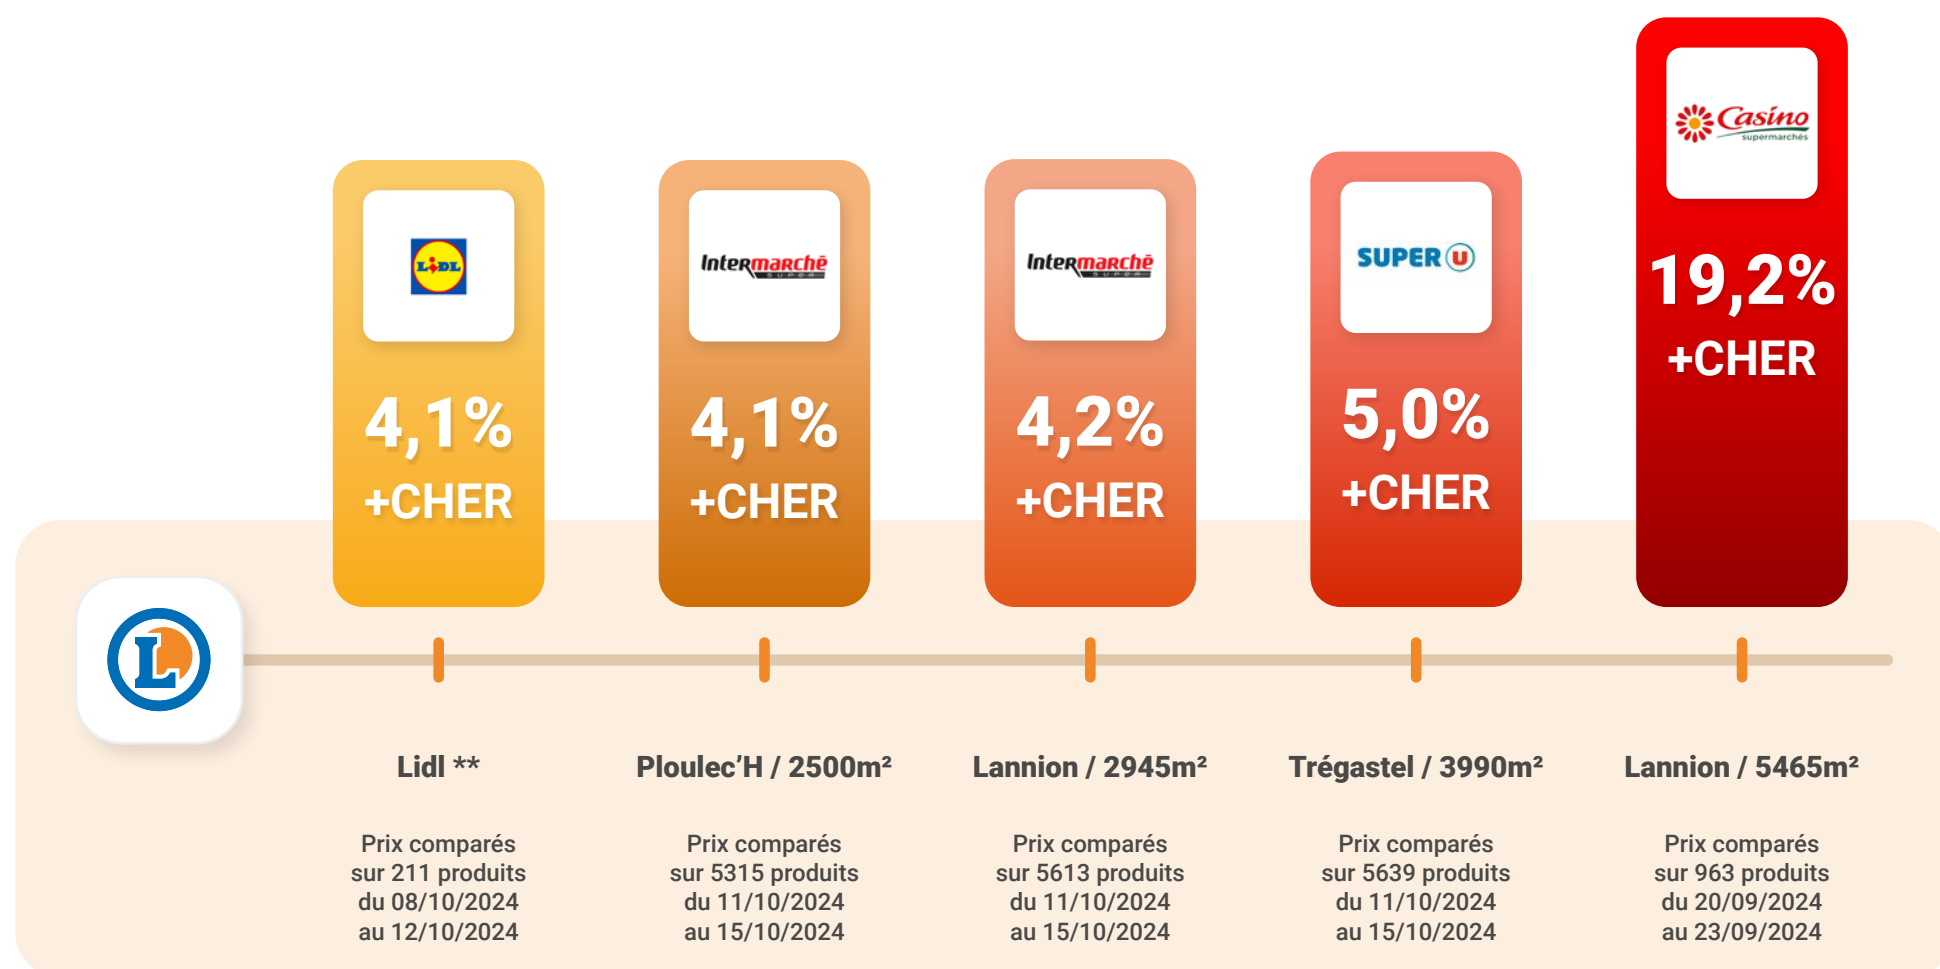 LIDL
4,1%
+CHER
Intermarché
SUPER
4,1%
+CHER
Intermarché
SUPER
4,2%
+CHER
SUPER U
5,0%
+CHER
Casino
supermarchés
19,2%
+CHER
L
Lidl **
Prix comparés
sur 211 produits
du 08/10/2024
au 12/10/2024
Ploulec’H / 2500m²
Prix comparés
sur 5315 produits
du 11/10/2024
au 15/10/2024
Lannion / 2945m²
Prix comparés
sur 5613 produits
du 11/10/2024
au 15/10/2024
Trégastel / 3990m²
Prix comparés
sur 5639 produits
du 11/10/2024
au 15/10/2024
Lannion / 5465m²
Prix comparés
sur 963 produits
du 20/09/2024
au 23/09/2024